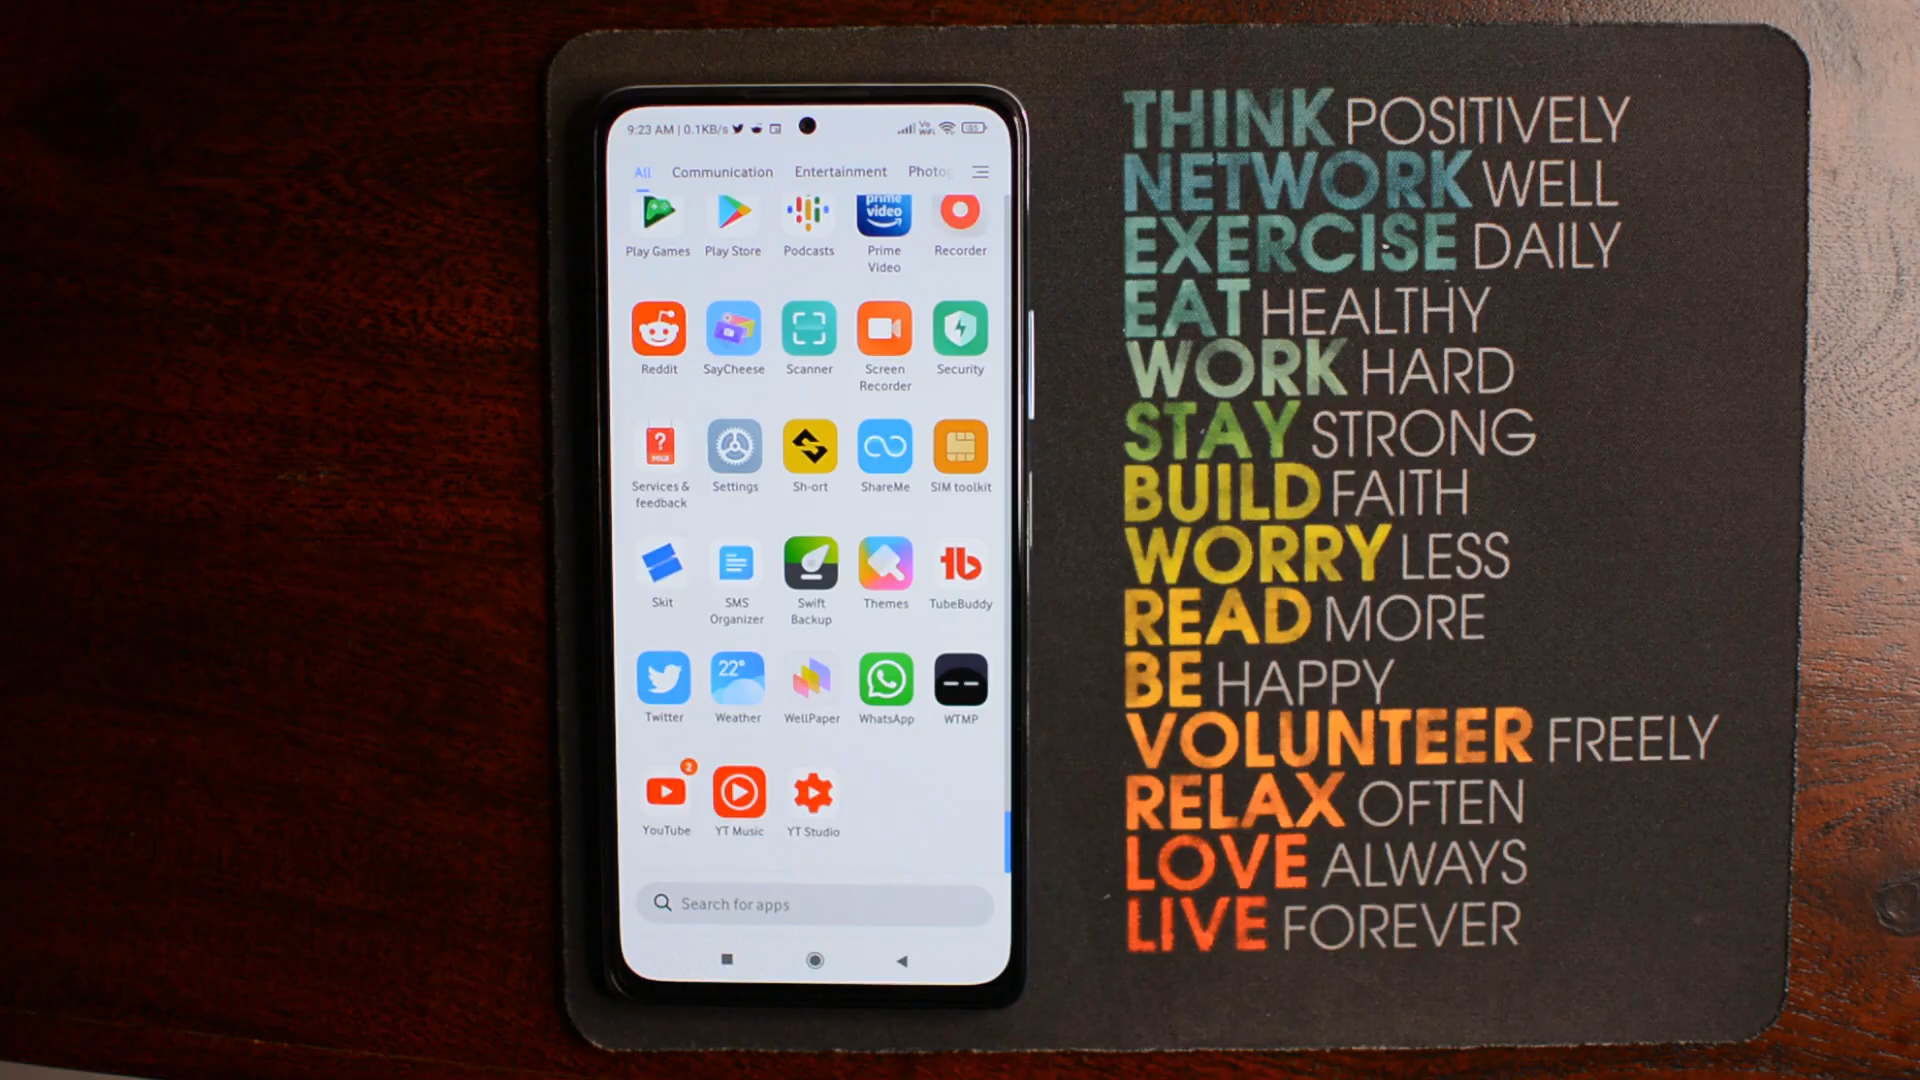 9:23 AM | 0.1KB/s
Vo
WiFi
All Communication Entertainment Photog
prime
video
Play Games Play Store Podcasts Prime Video Recorder
Reddit SayCheese Scanner Screen Recorder Security
?
Services & feedback Settings Sh-ort ShareMe SIM toolkit
tb
Skit SMS Organizer Swift Backup Themes TubeBuddy
22°
Twitter Weather WellPaper WhatsApp WTMP
2
YouTube YT Music YT Studio
Search for apps
THINK POSITIVELY
NETWORK WELL
EXERCISE DAILY
EAT HEALTHY
WORK HARD
STAY STRONG
BUILD FAITH
WORRY LESS
READ MORE
BE HAPPY
VOLUNTEER FREELY
RELAX OFTEN
LOVE ALWAYS
LIVE FOREVER